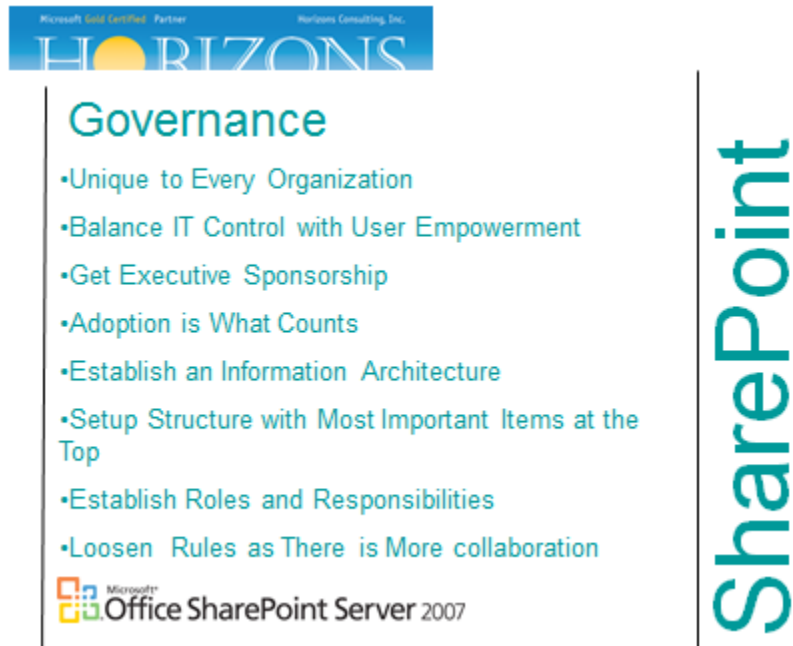 Microsoft Gold Certified Partner
Horizons Consulting, Inc.
HORIZONS
Governance
•Unique to Every Organization
•Balance IT Control with User Empowerment
•Get Executive Sponsorship
•Adoption is What Counts
•Establish an Information Architecture
•Setup Structure with Most Important Items at the
Top
•Establish Roles and Responsibilities
•Loosen Rules as There is More collaboration
Microsoft®
Office SharePoint Server 2007
SharePoint